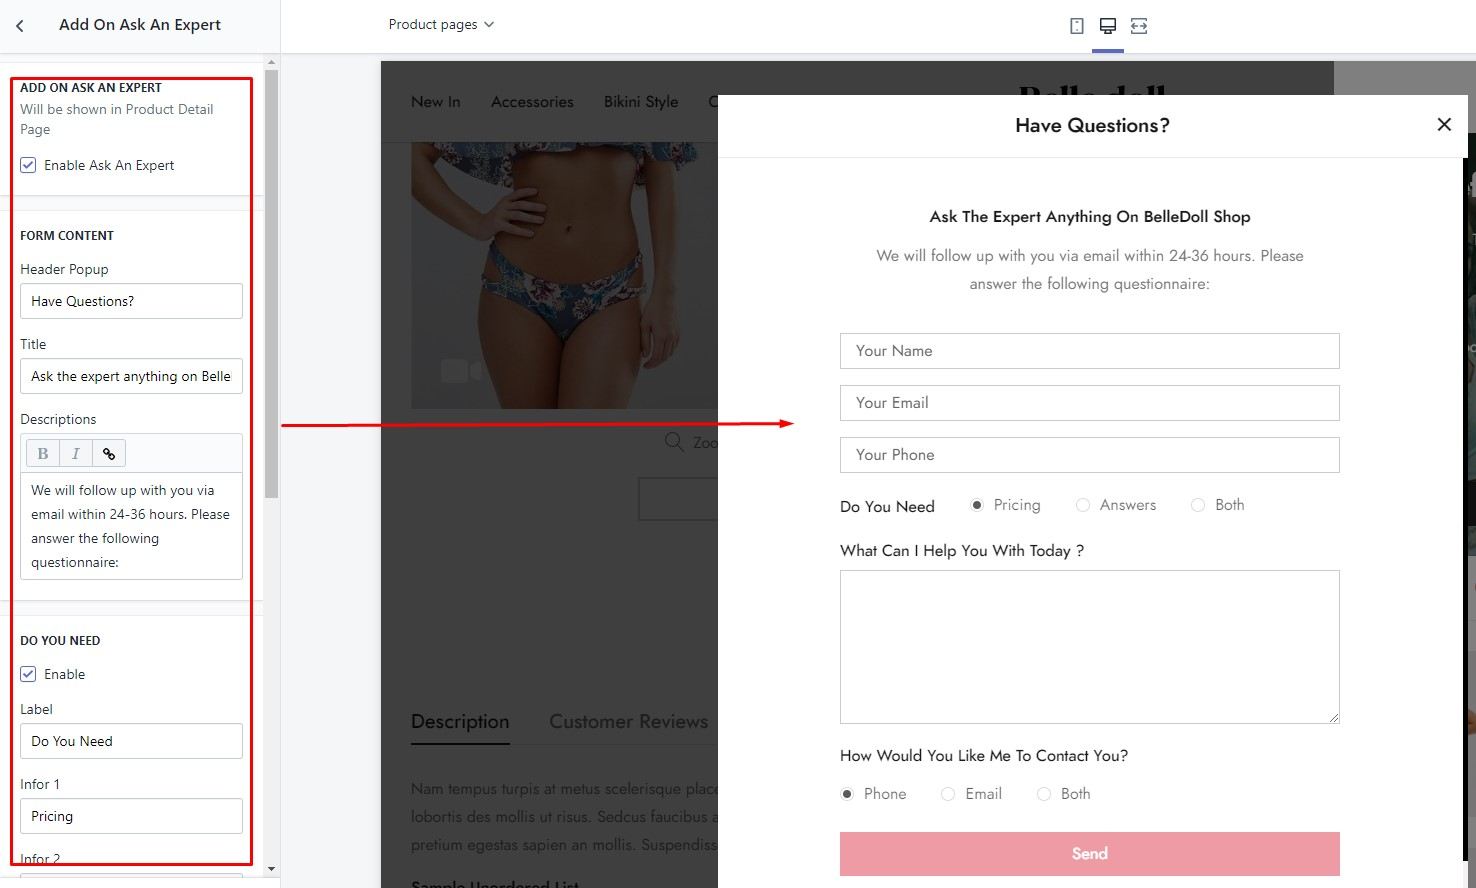 Add On Ask An Expert
Product pages
ADD ON ASK AN EXPERT
Will be shown in Product Detail
Page
Enable Ask An Expert
FORM CONTENT
Header Popup
Have Questions?
Title
Ask the expert anything on Belle
Descriptions
B I
We will follow up with you via
email within 24-36 hours. Please
answer the following
questionnaire:
DO YOU NEED
Enable
Label
Do You Need
Infor 1
Pricing
Infor 2
New In Accessories Bikini Style
Belle doll
Zoo
Description Customer Reviews
Nam tempus turpis at metus scelerisque place
lobortis des mollis ut risus. Sedcus faucibus a
pretium egestas sapien an mollis. Suspendiss
Sample Unordered List
Have Questions?
Ask The Expert Anything On BelleDoll Shop
We will follow up with you via email within 24-36 hours. Please
answer the following questionnaire:
Your Name
Your Email
Your Phone
Do You Need Pricing Answers Both
What Can I Help You With Today ?
How Would You Like Me To Contact You?
Phone Email Both
Send